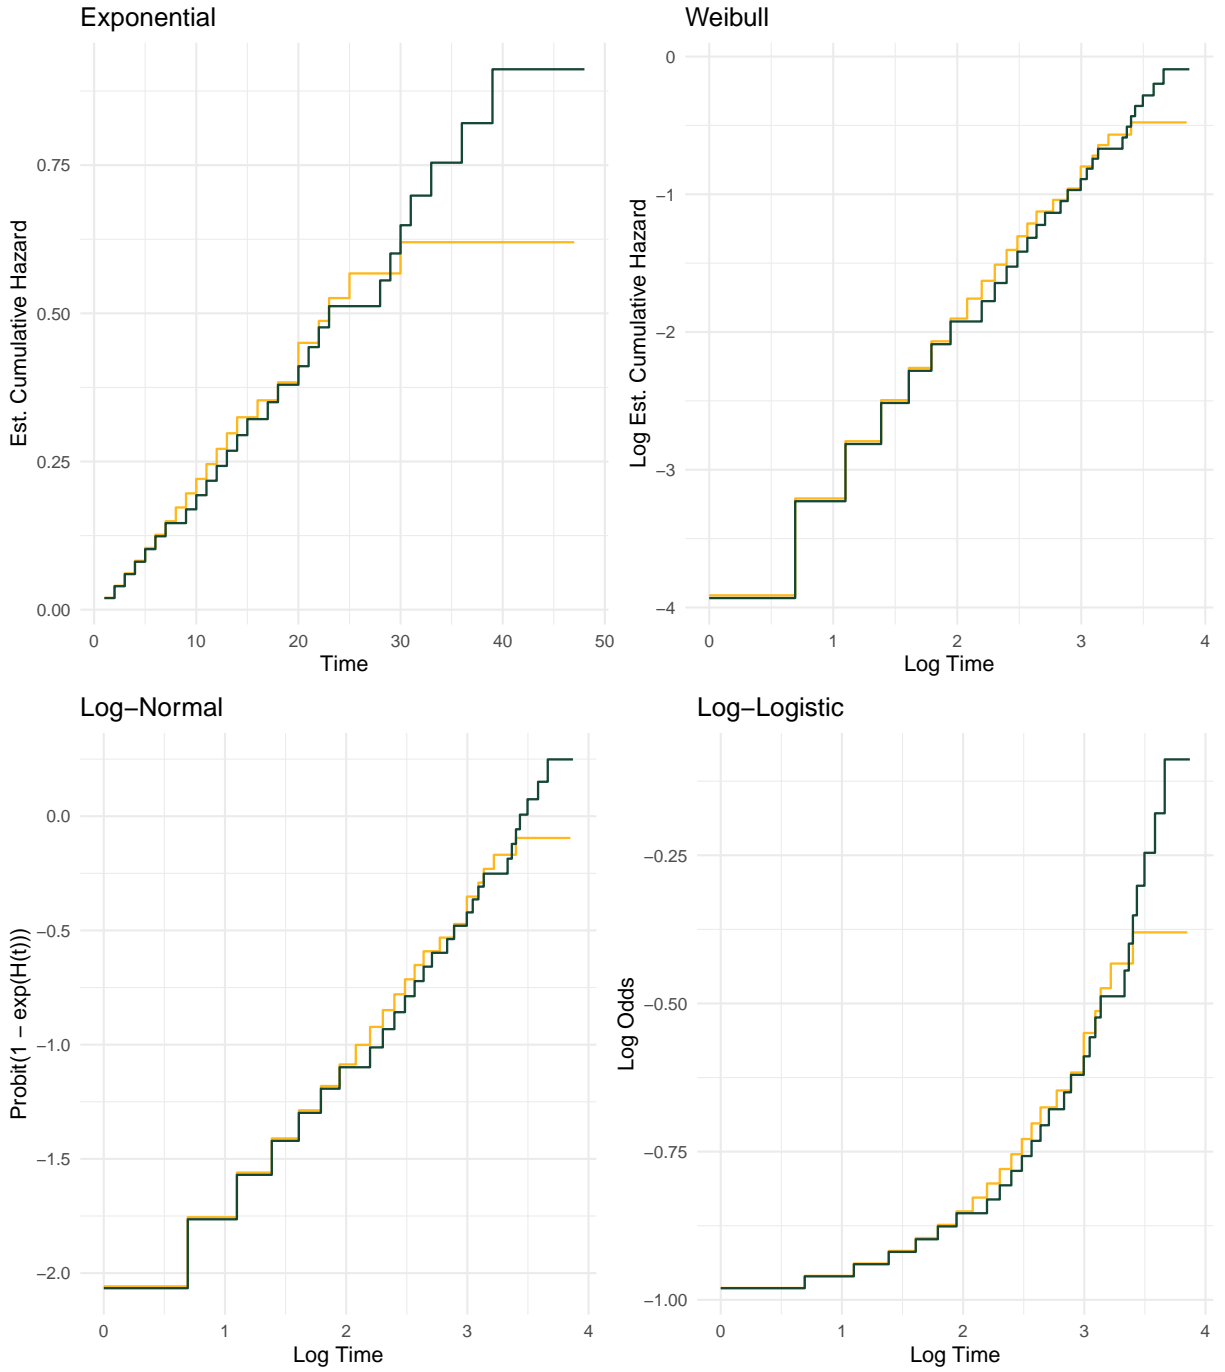 Exponential
Est. Cumulative Hazard
0.75
0.50
0.25
0.00
0 10 20 30 40 50
Time
Weibull
Log Est. Cumulative Hazard
0
−1
−2
−3
−4
0 1 2 3 4
Log Time
Log−Normal
Probit(1 − exp(H(t)))
0.0
−0.5
−1.0
−1.5
−2.0
0 1 2 3 4
Log Time
Log−Logistic
Log Odds
−0.25
−0.50
−0.75
−1.00
0 1 2 3 4
Log Time